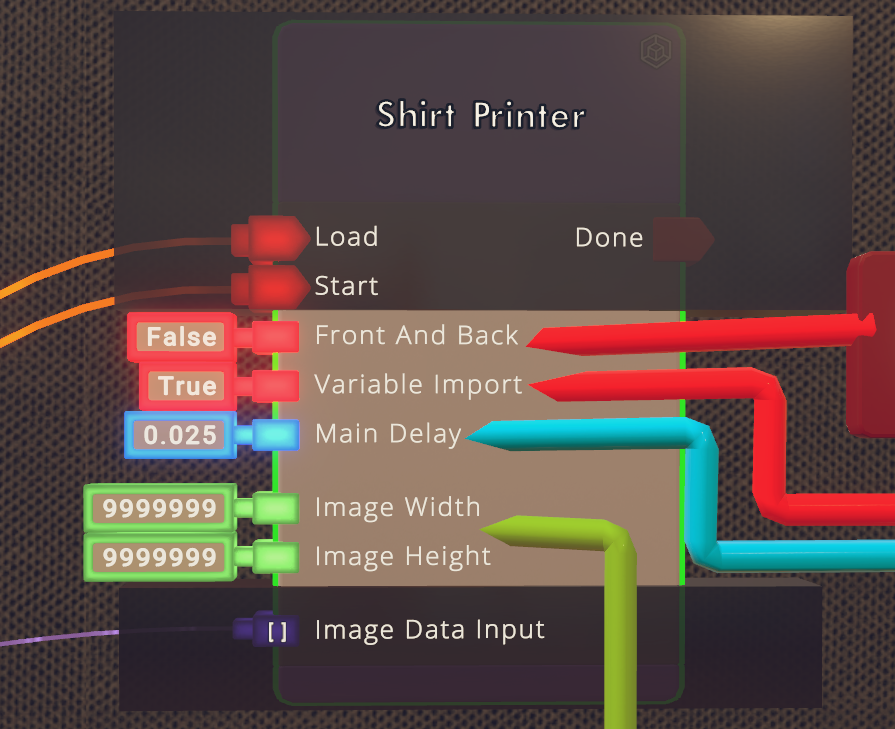 Shirt Printer
Load Done
Start
False Front And Back
True Variable Import
0.025 Main Delay
9999999 Image Width
9999999 Image Height
[ ] Image Data Input